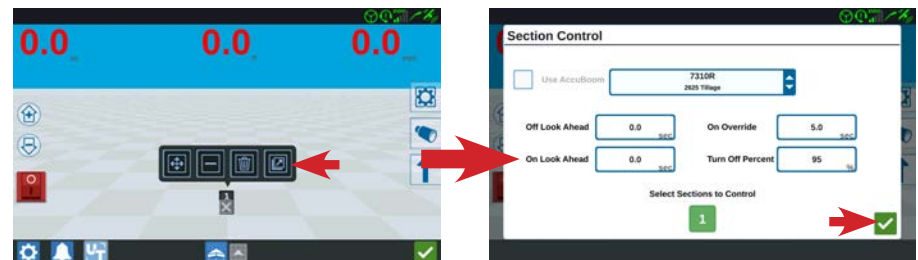 0.0 0.0 0.0
1
UT
Section Control
Use AccuBoom
7310R
2625 Tillage
Off Look Ahead 0.0 sec On Override 5.0 sec
On Look Ahead 0.0 sec Turn Off Percent 95 %
Select Sections to Control
1